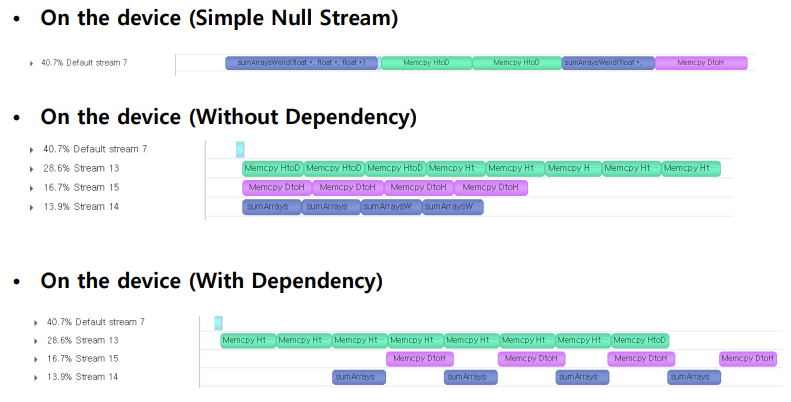 • On the device (Simple Null Stream)
40.7% Default stream 7 sumArraysWeird(float *, float *, float *) Memcpy HtoD Memcpy HtoD sumArraysWeird(float *, Memcpy DtoH
• On the device (Without Dependency)
40.7% Default stream 7
28.6% Stream 13 Memcpy HtoD Memcpy HtoD Memcpy HtoD Memcpy Ht··· Memcpy Ht··· Memcpy H··· Memcpy Ht··· Memcpy Ht···
16.7% Stream 15 Memcpy DtoH Memcpy DtoH Memcpy DtoH Memcpy DtoH
13.9% Stream 14 sumArrays··· sumArrays··· sumArraysW··· sumArraysW···
• On the device (With Dependency)
40.7% Default stream 7
28.6% Stream 13 Memcpy Ht··· Memcpy Ht··· Memcpy Ht··· Memcpy Ht··· Memcpy Ht··· Memcpy Ht··· Memcpy Ht··· Memcpy HtoD
16.7% Stream 15 Memcpy DtoH Memcpy DtoH Memcpy DtoH Memcpy DtoH
13.9% Stream 14 sumArrays··· sumArrays··· sumArrays··· sumArrays···